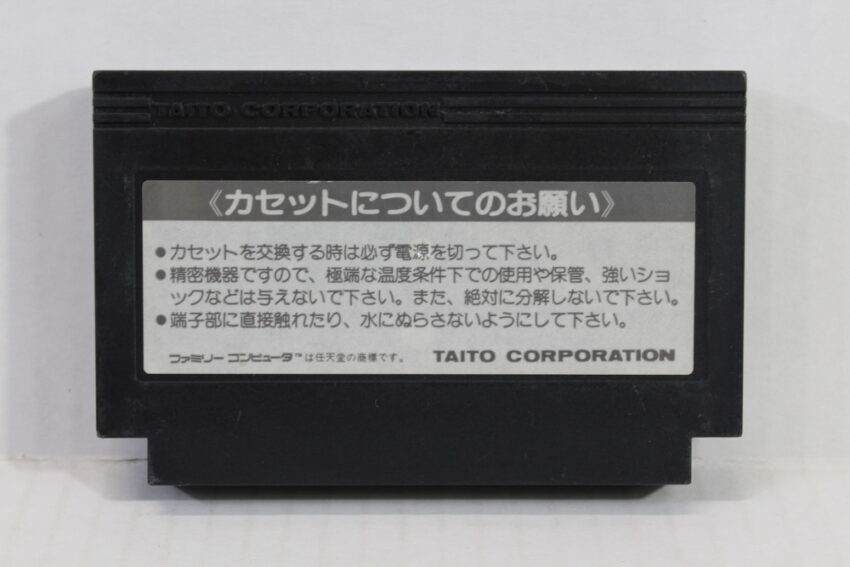 TAITO CORPORATION
《カセットについてのお願い》
●カセットを交換する時は必ず電源を切って下さい。
●精密機器ですので、極端な温度条件下での使用や保管、強いショ
ックなどは与えないで下さい。また、絶対に分解しないで下さい。
●端子部に直接触れたり、水にぬらさないようにして下さい。
ファミリー コンピュータ™は任天堂の商標です。 TAITO CORPORATION